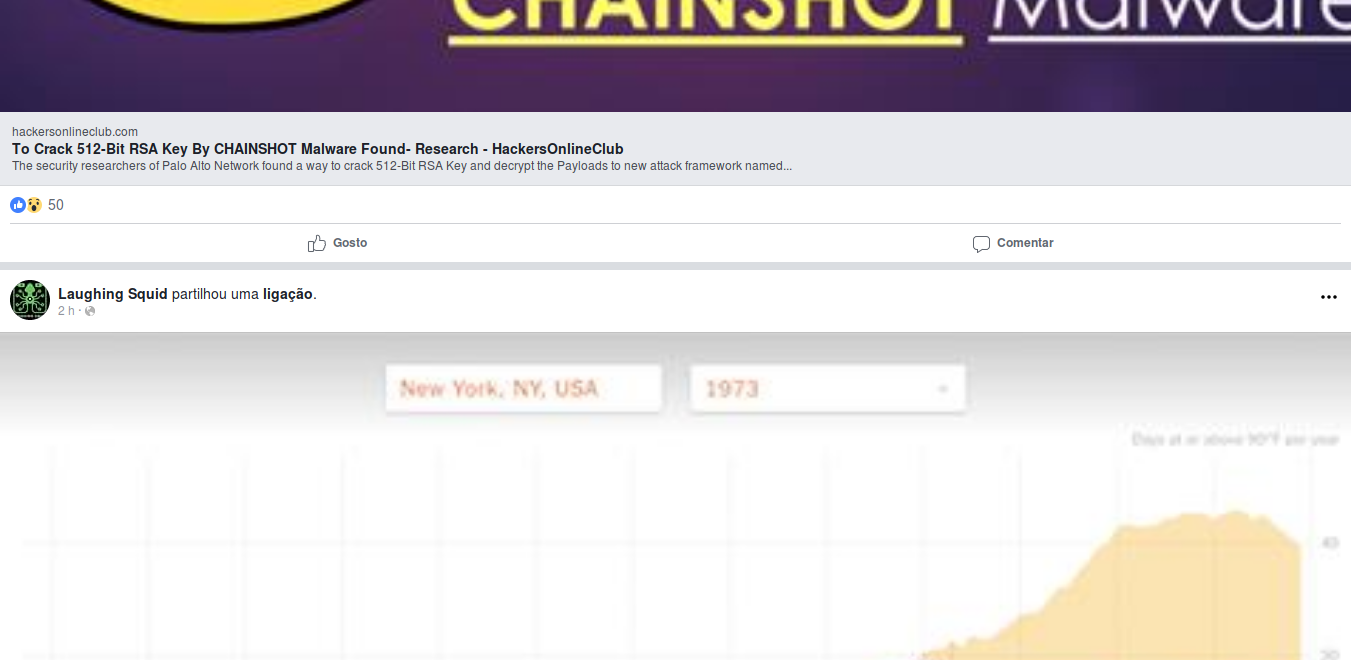 CHAINSHOT Malware
hackersonlineclub.com
To Crack 512-Bit RSA Key By CHAINSHOT Malware Found- Research - HackersOnlineClub
The security researchers of Palo Alto Network found a way to crack 512-Bit RSA Key and decrypt the Payloads to new attack framework named...
50
Gosto
Comentar
Laughing Squid partilhou uma ligação.
2 h ·
New York, NY, USA
1973
Days at or above 90°F per year
40
30